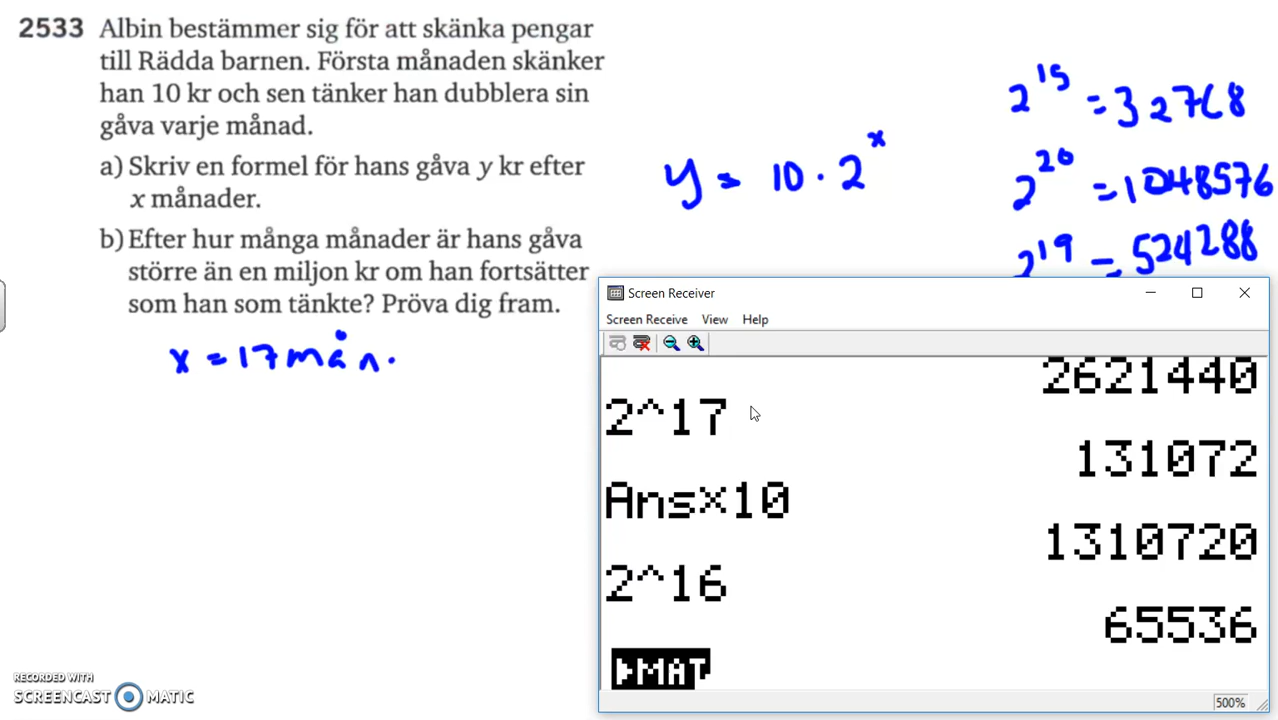 2533 Albin bestämmer sig för att skänka pengar
till Rädda barnen. Första månaden skänker
han 10 kr och sen tänker han dubblera sin
gåva varje månad.
a) Skriv en formel för hans gåva y kr efter
x månader.
b) Efter hur många månader är hans gåva
större än en miljon kr om han fortsätter
som han som tänkte? Pröva dig fram.
x = 17 mån.
y = 10 · 2^x
2^15 = 32768
2^20 = 1048576
2^19 = 524288
Screen Receiver
Screen Receive View Help
2621440
2^17
131072
Ans×10
1310720
2^16
65536
▶MAT
500%
RECORDED WITH
SCREENCAST MATIC